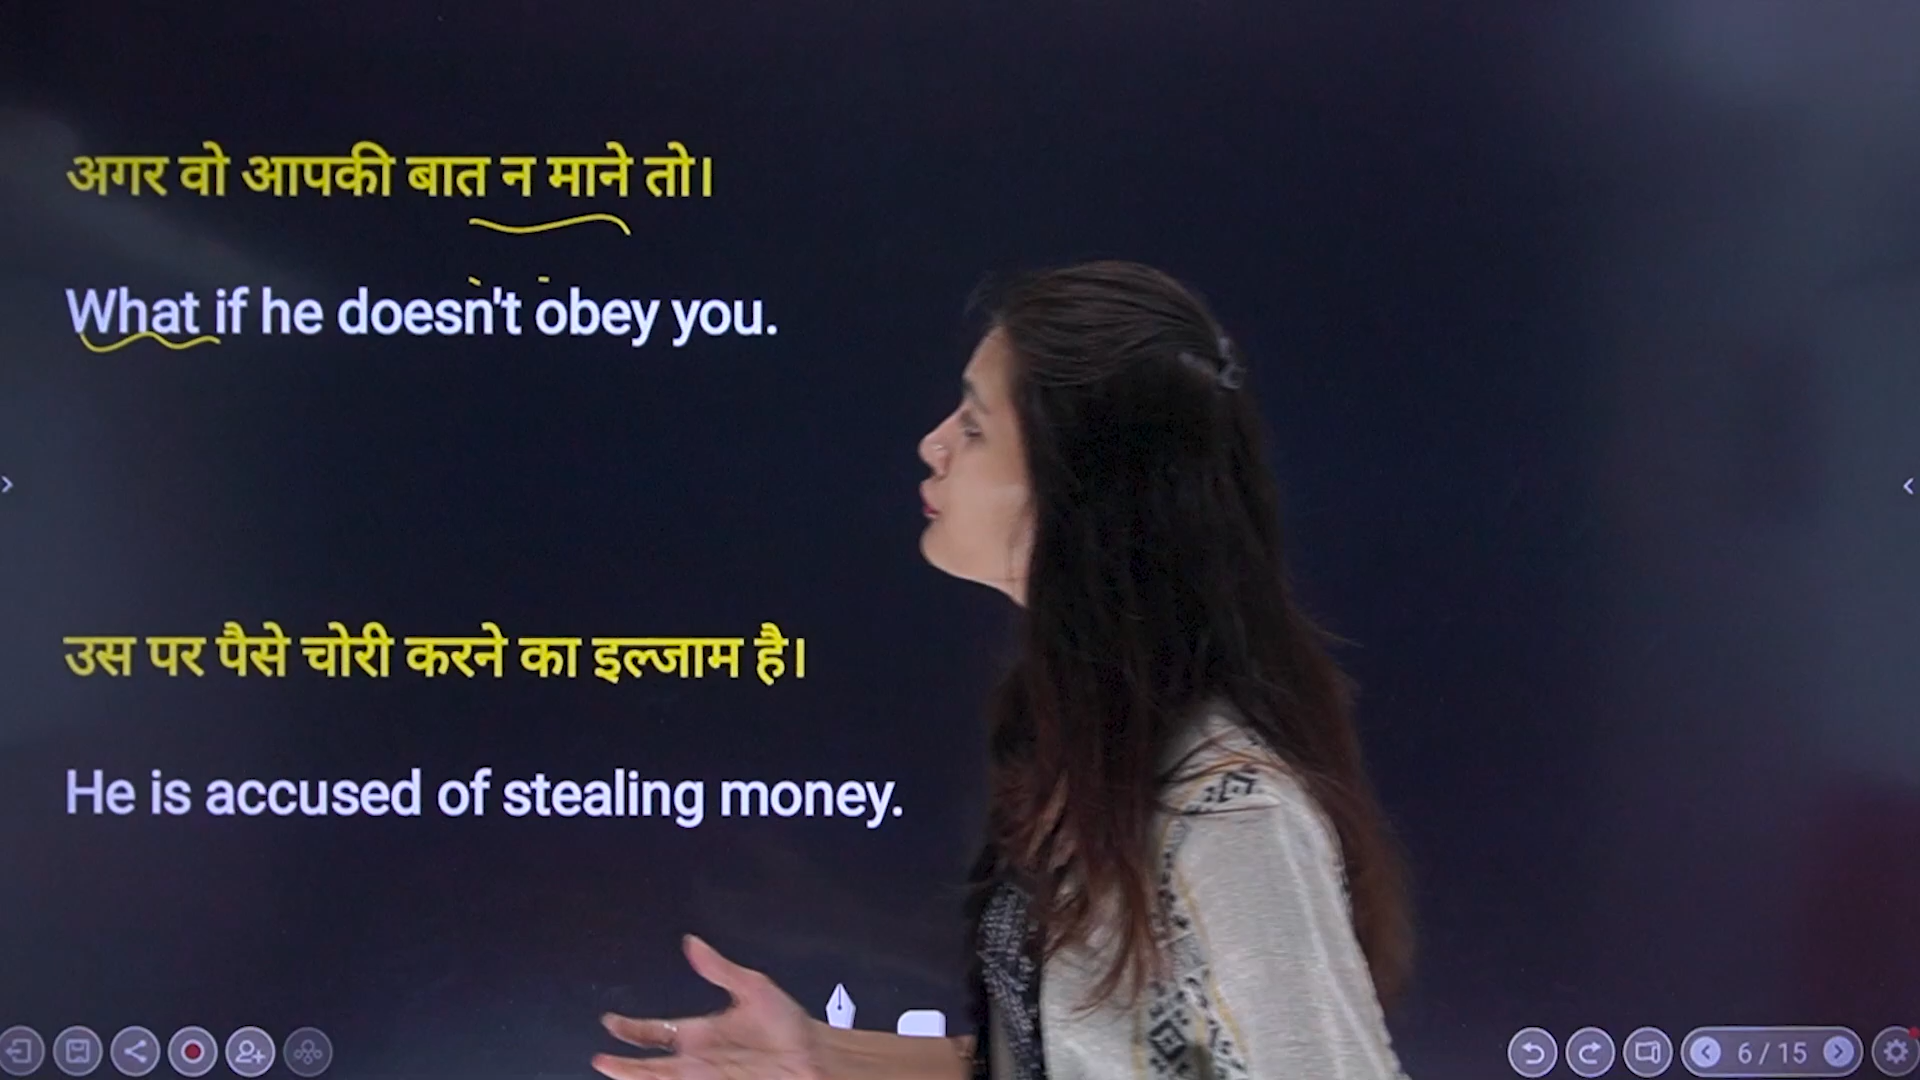 अगर वो आपकी बात न माने तो।
What if he doesn't obey you.
उस पर पैसे चोरी करने का इल्जाम है।
He is accused of stealing money.
6 / 15